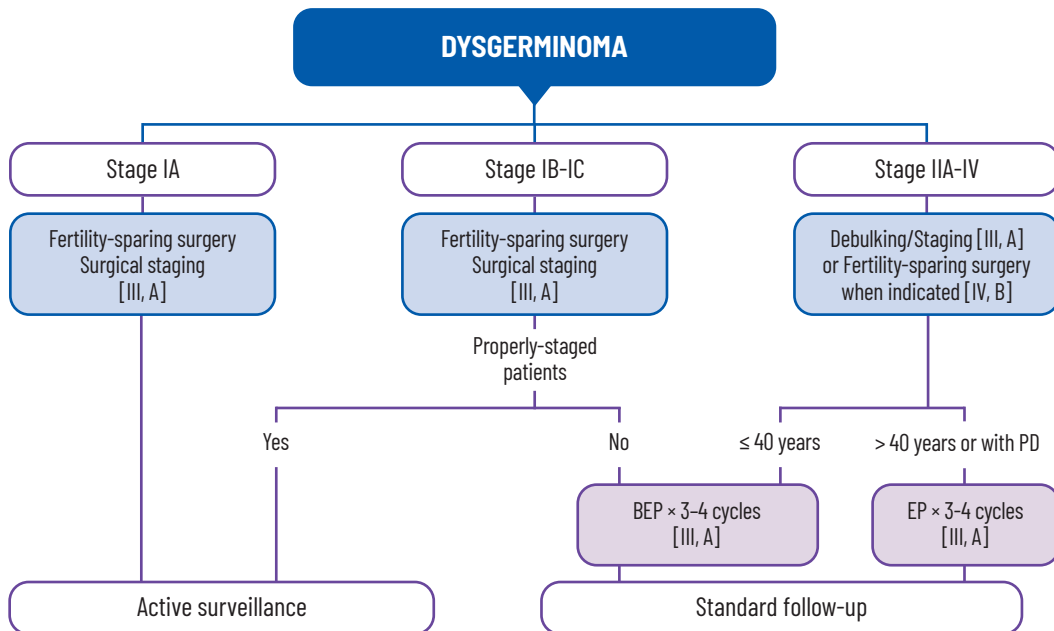 DYSGERMINOMA
Stage IA
Stage IB-IC
Stage IIA-IV
Fertility-sparing surgery
Surgical staging
[III, A]
Fertility-sparing surgery
Surgical staging
[III, A]
Debulking/Staging [III, A]
or Fertility-sparing surgery
when indicated [IV, B]
Properly-staged
patients
Yes
No
≤ 40 years
> 40 years or with PD
BEP × 3–4 cycles
[III, A]
EP × 3-4 cycles
[III, A]
Active surveillance
Standard follow-up